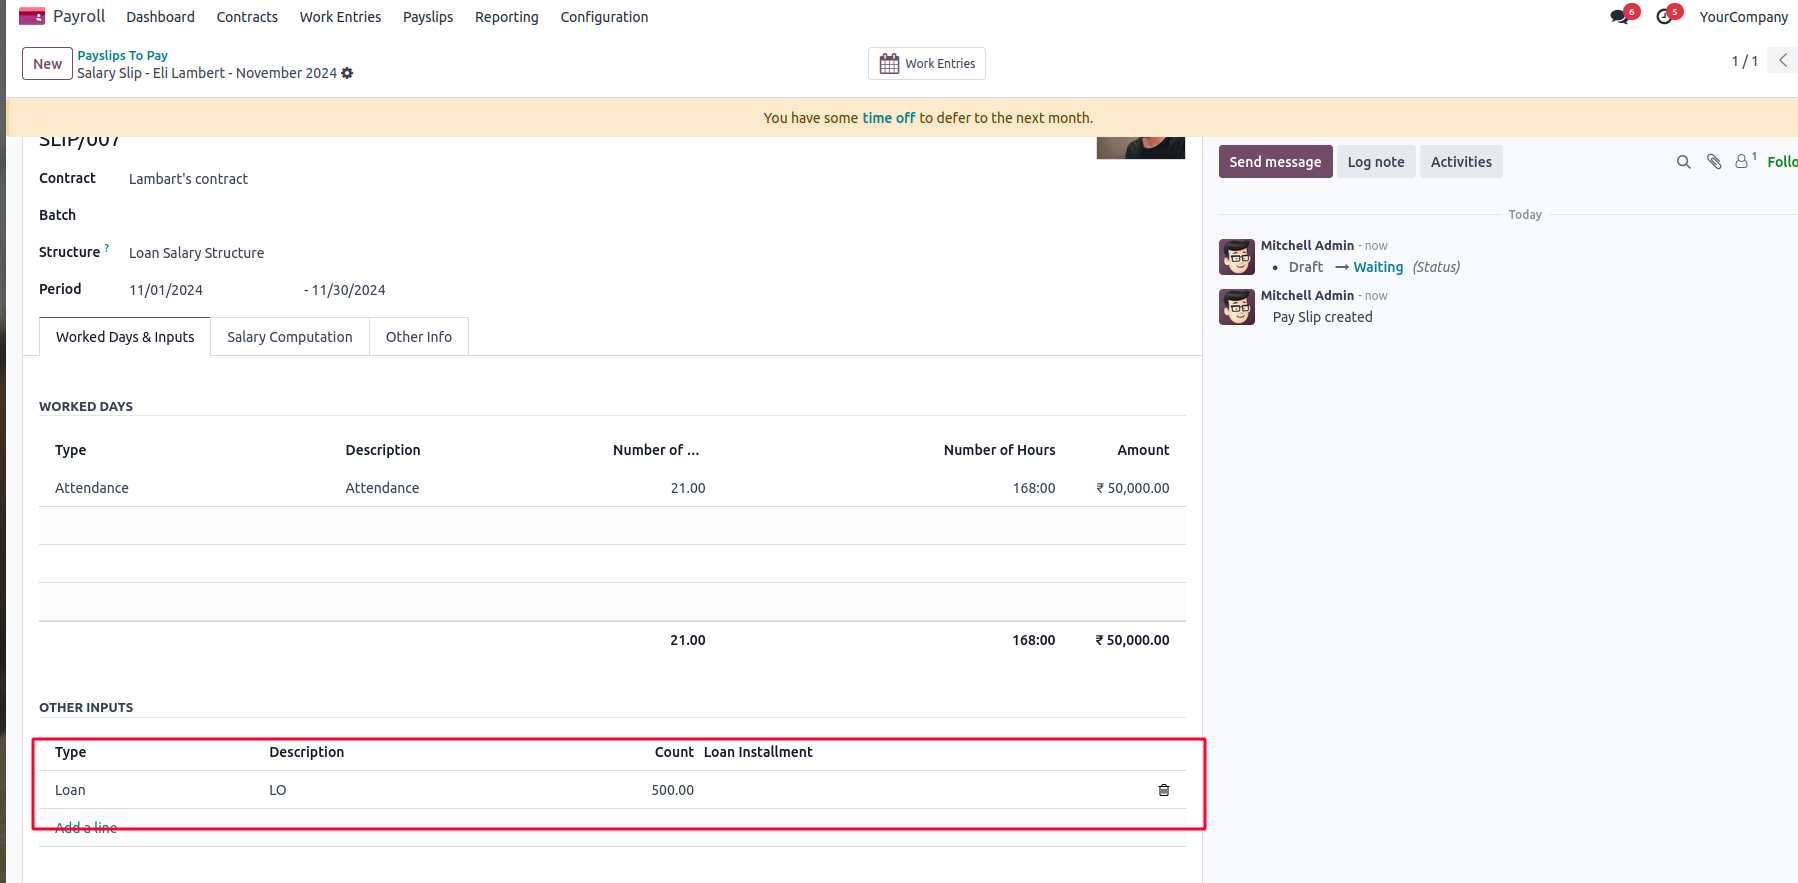 Payroll Dashboard Contracts Work Entries Payslips Reporting Configuration 6 5 YourCompany
New Payslips To Pay
Salary Slip - Eli Lambert - November 2024
Work Entries
1 / 1
You have some time off to defer to the next month.
SLIP/007
Contract Lambart's contract
Batch
Structure ? Loan Salary Structure
Period 11/01/2024 - 11/30/2024
Worked Days & Inputs Salary Computation Other Info
WORKED DAYS
Type Description Number of ... Number of Hours Amount
Attendance Attendance 21.00 168:00 ₹ 50,000.00
21.00 168:00 ₹ 50,000.00
OTHER INPUTS
Type Description Count Loan Installment
Loan LO 500.00
Add a line
Send message Log note Activities 1 Follo
Today
Mitchell Admin - now
• Draft → Waiting (Status)
Mitchell Admin - now
Pay Slip created